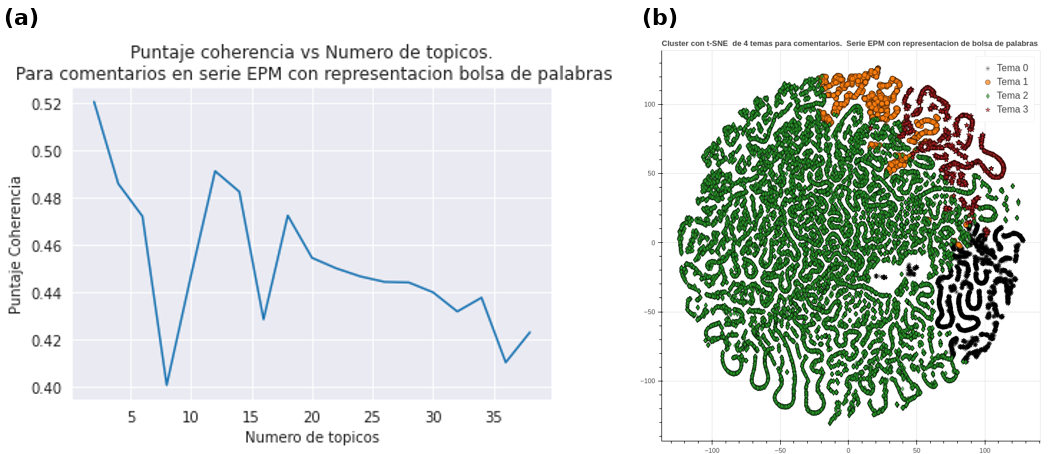 (a)
Puntaje coherencia vs Numero de topicos.
Para comentarios en serie EPM con representacion bolsa de palabras
0.52
0.50
0.48
0.46
0.44
0.42
0.40
Puntaje Coherencia
5
10
15
20
25
30
35
Numero de topicos
(b)
Cluster con t-SNE de 4 temas para comentarios. Serie EPM con representacion de bolsa de palabras
Tema 0
Tema 1
Tema 2
Tema 3
100
50
0
−50
−100
−100
−50
0
50
100